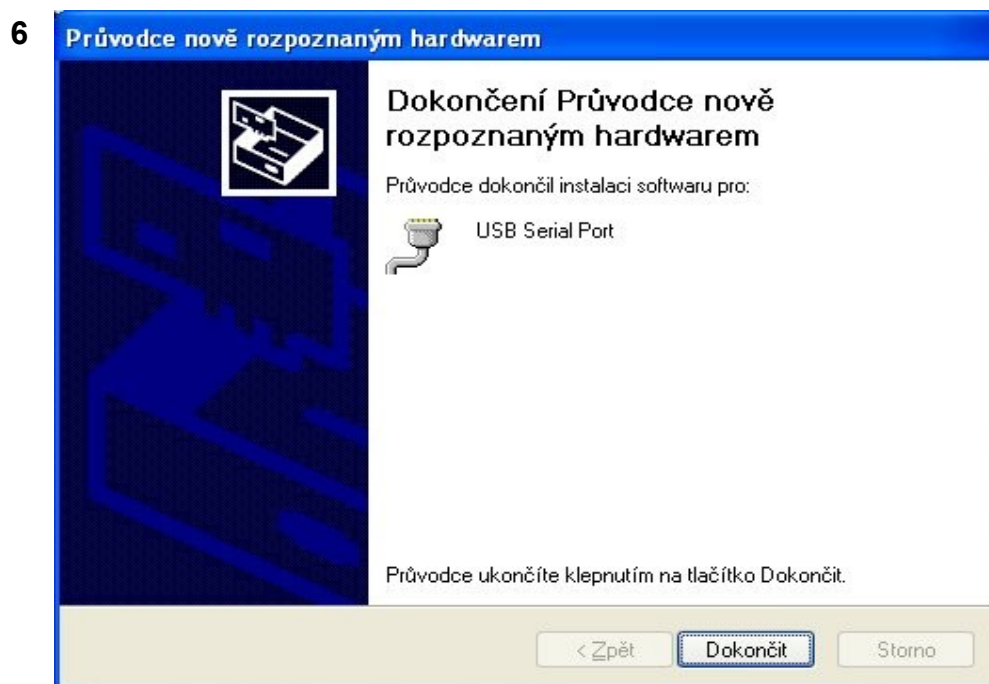 6
Průvodce nově rozpoznaným hardwarem
Dokončení Průvodce nově
rozpoznaným hardwarem
Průvodce dokončil instalaci softwaru pro:
USB Serial Port
Průvodce ukončíte klepnutím na tlačítko Dokončit.
< Zpět
Dokončit
Storno